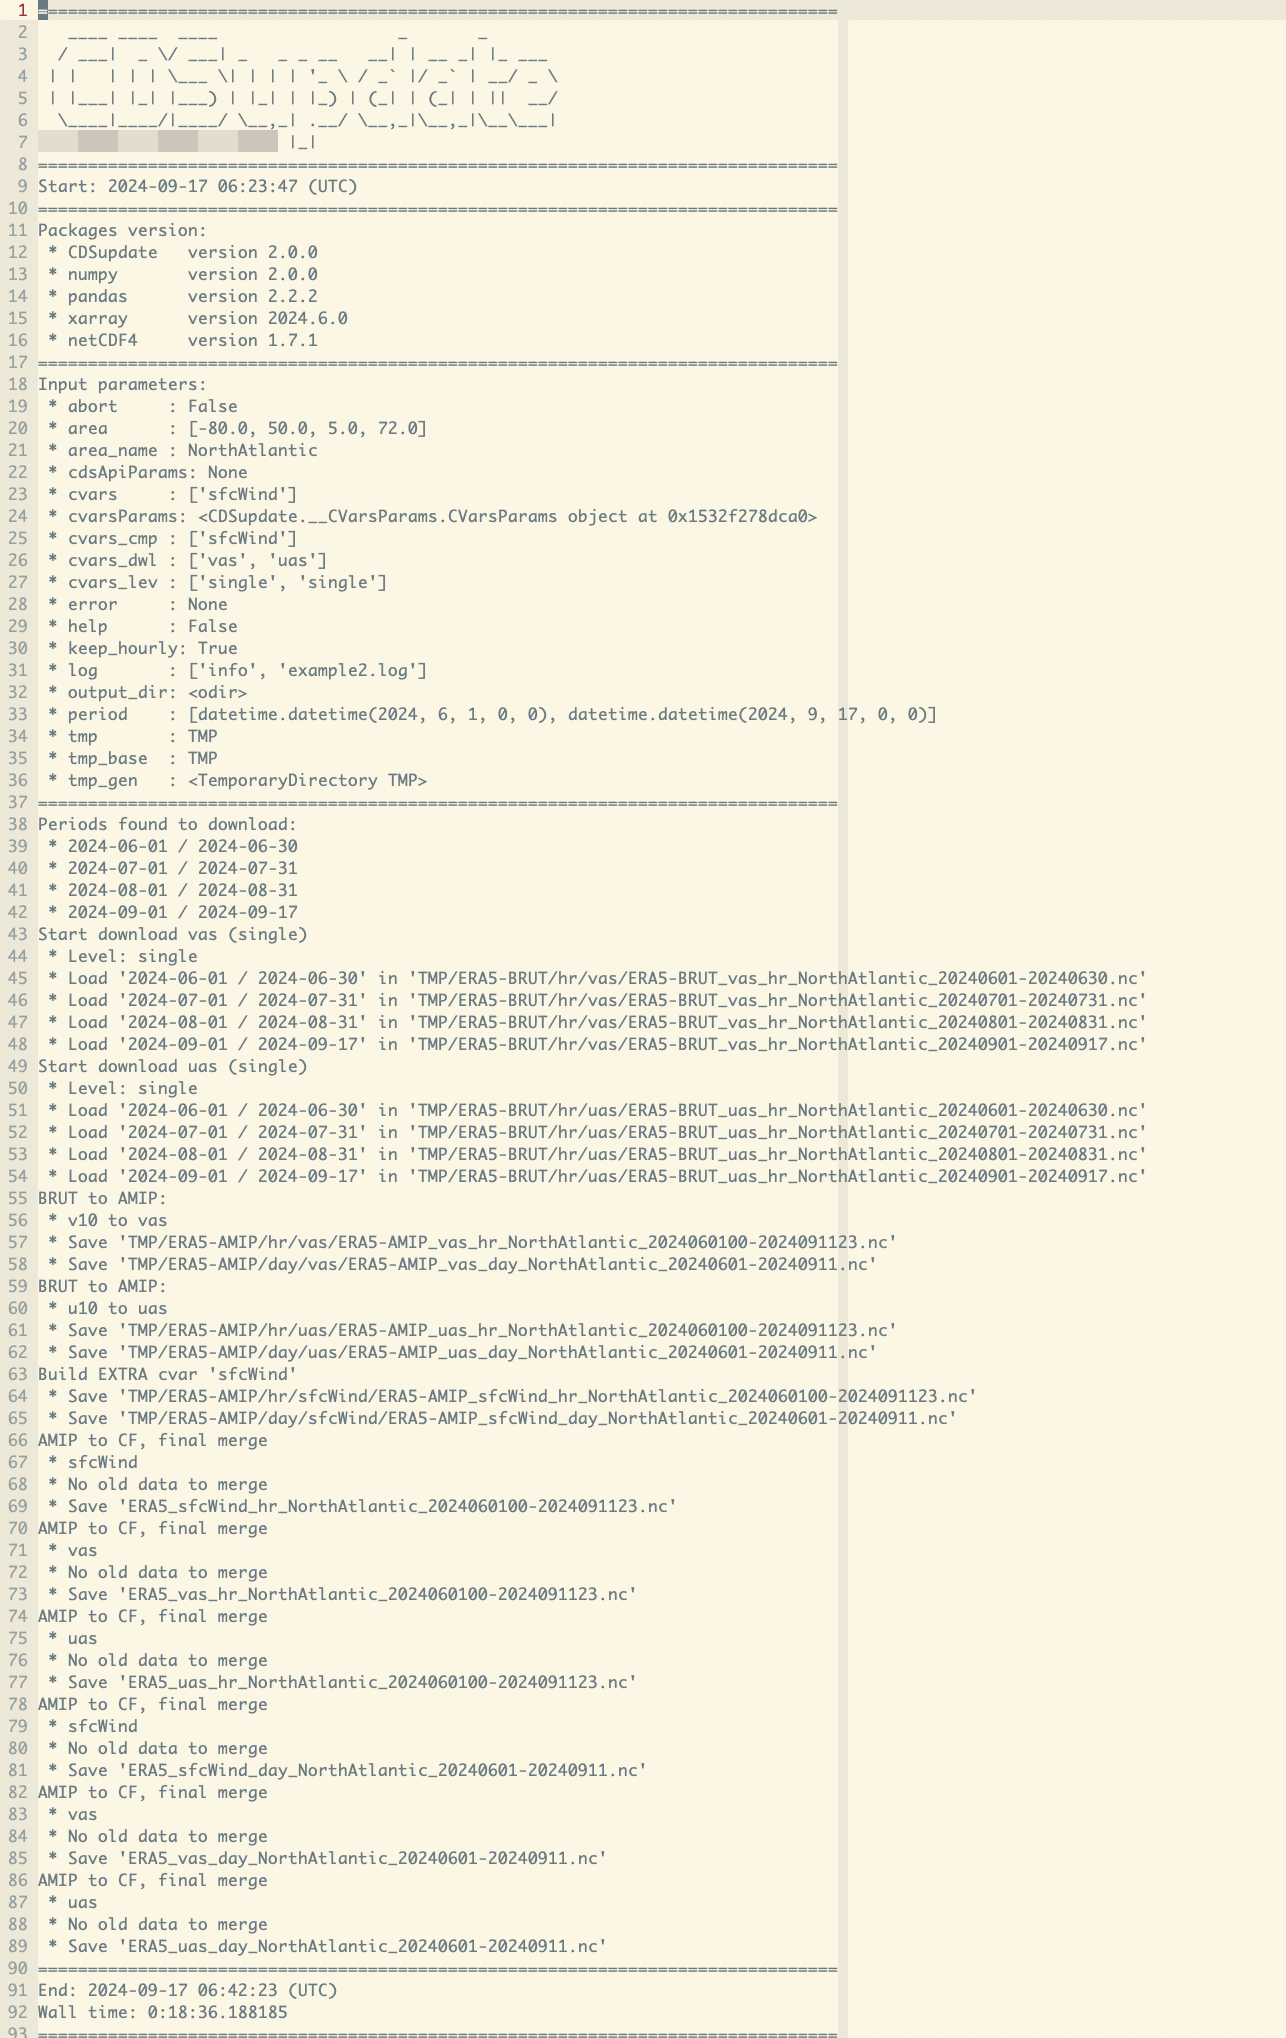 1 ================================================================================
2    ____ ____  ____                  _       _
3   / ___|  _ \/ ___| _   _ _ __   __| | __ _| |_ ___
4  | |   | | | \___ \| | | | '_ \ / _` |/ _` | __/ _ \
5  | |___| |_| |___) | |_| | |_) | (_| | (_| | ||  __/
6   \____|____/|____/ \__,_| .__/ \__,_|\__,_|\__\___|
7                          |_|
8 ================================================================================
9 Start: 2024-09-17 06:23:47 (UTC)
10 ================================================================================
11 Packages version:
12  * CDSupdate   version 2.0.0
13  * numpy       version 2.0.0
14  * pandas      version 2.2.2
15  * xarray      version 2024.6.0
16  * netCDF4     version 1.7.1
17 ================================================================================
18 Input parameters:
19  * abort     : False
20  * area      : [-80.0, 50.0, 5.0, 72.0]
21  * area_name : NorthAtlantic
22  * cdsApiParams: None
23  * cvars     : ['sfcWind']
24  * cvarsParams: <CDSupdate.__CVarsParams.CVarsParams object at 0x1532f278dca0>
25  * cvars_cmp : ['sfcWind']
26  * cvars_dwl : ['vas', 'uas']
27  * cvars_lev : ['single', 'single']
28  * error     : None
29  * help      : False
30  * keep_hourly: True
31  * log       : ['info', 'example2.log']
32  * output_dir: <odir>
33  * period    : [datetime.datetime(2024, 6, 1, 0, 0), datetime.datetime(2024, 9, 17, 0, 0)]
34  * tmp       : TMP
35  * tmp_base  : TMP
36  * tmp_gen   : <TemporaryDirectory TMP>
37 ================================================================================
38 Periods found to download:
39  * 2024-06-01 / 2024-06-30
40  * 2024-07-01 / 2024-07-31
41  * 2024-08-01 / 2024-08-31
42  * 2024-09-01 / 2024-09-17
43 Start download vas (single)
44  * Level: single
45  * Load '2024-06-01 / 2024-06-30' in 'TMP/ERA5-BRUT/hr/vas/ERA5-BRUT_vas_hr_NorthAtlantic_20240601-20240630.nc'
46  * Load '2024-07-01 / 2024-07-31' in 'TMP/ERA5-BRUT/hr/vas/ERA5-BRUT_vas_hr_NorthAtlantic_20240701-20240731.nc'
47  * Load '2024-08-01 / 2024-08-31' in 'TMP/ERA5-BRUT/hr/vas/ERA5-BRUT_vas_hr_NorthAtlantic_20240801-20240831.nc'
48  * Load '2024-09-01 / 2024-09-17' in 'TMP/ERA5-BRUT/hr/vas/ERA5-BRUT_vas_hr_NorthAtlantic_20240901-20240917.nc'
49 Start download uas (single)
50  * Level: single
51  * Load '2024-06-01 / 2024-06-30' in 'TMP/ERA5-BRUT/hr/uas/ERA5-BRUT_uas_hr_NorthAtlantic_20240601-20240630.nc'
52  * Load '2024-07-01 / 2024-07-31' in 'TMP/ERA5-BRUT/hr/uas/ERA5-BRUT_uas_hr_NorthAtlantic_20240701-20240731.nc'
53  * Load '2024-08-01 / 2024-08-31' in 'TMP/ERA5-BRUT/hr/uas/ERA5-BRUT_uas_hr_NorthAtlantic_20240801-20240831.nc'
54  * Load '2024-09-01 / 2024-09-17' in 'TMP/ERA5-BRUT/hr/uas/ERA5-BRUT_uas_hr_NorthAtlantic_20240901-20240917.nc'
55 BRUT to AMIP:
56  * v10 to vas
57  * Save 'TMP/ERA5-AMIP/hr/vas/ERA5-AMIP_vas_hr_NorthAtlantic_2024060100-2024091123.nc'
58  * Save 'TMP/ERA5-AMIP/day/vas/ERA5-AMIP_vas_day_NorthAtlantic_20240601-20240911.nc'
59 BRUT to AMIP:
60  * u10 to uas
61  * Save 'TMP/ERA5-AMIP/hr/uas/ERA5-AMIP_uas_hr_NorthAtlantic_2024060100-2024091123.nc'
62  * Save 'TMP/ERA5-AMIP/day/uas/ERA5-AMIP_uas_day_NorthAtlantic_20240601-20240911.nc'
63 Build EXTRA cvar 'sfcWind'
64  * Save 'TMP/ERA5-AMIP/hr/sfcWind/ERA5-AMIP_sfcWind_hr_NorthAtlantic_2024060100-2024091123.nc'
65  * Save 'TMP/ERA5-AMIP/day/sfcWind/ERA5-AMIP_sfcWind_day_NorthAtlantic_20240601-20240911.nc'
66 AMIP to CF, final merge
67  * sfcWind
68  * No old data to merge
69  * Save 'ERA5_sfcWind_hr_NorthAtlantic_2024060100-2024091123.nc'
70 AMIP to CF, final merge
71  * vas
72  * No old data to merge
73  * Save 'ERA5_vas_hr_NorthAtlantic_2024060100-2024091123.nc'
74 AMIP to CF, final merge
75  * uas
76  * No old data to merge
77  * Save 'ERA5_uas_hr_NorthAtlantic_2024060100-2024091123.nc'
78 AMIP to CF, final merge
79  * sfcWind
80  * No old data to merge
81  * Save 'ERA5_sfcWind_day_NorthAtlantic_20240601-20240911.nc'
82 AMIP to CF, final merge
83  * vas
84  * No old data to merge
85  * Save 'ERA5_vas_day_NorthAtlantic_20240601-20240911.nc'
86 AMIP to CF, final merge
87  * uas
88  * No old data to merge
89  * Save 'ERA5_uas_day_NorthAtlantic_20240601-20240911.nc'
90 ================================================================================
91 End: 2024-09-17 06:42:23 (UTC)
92 Wall time: 0:18:36.188185
93 ================================================================================